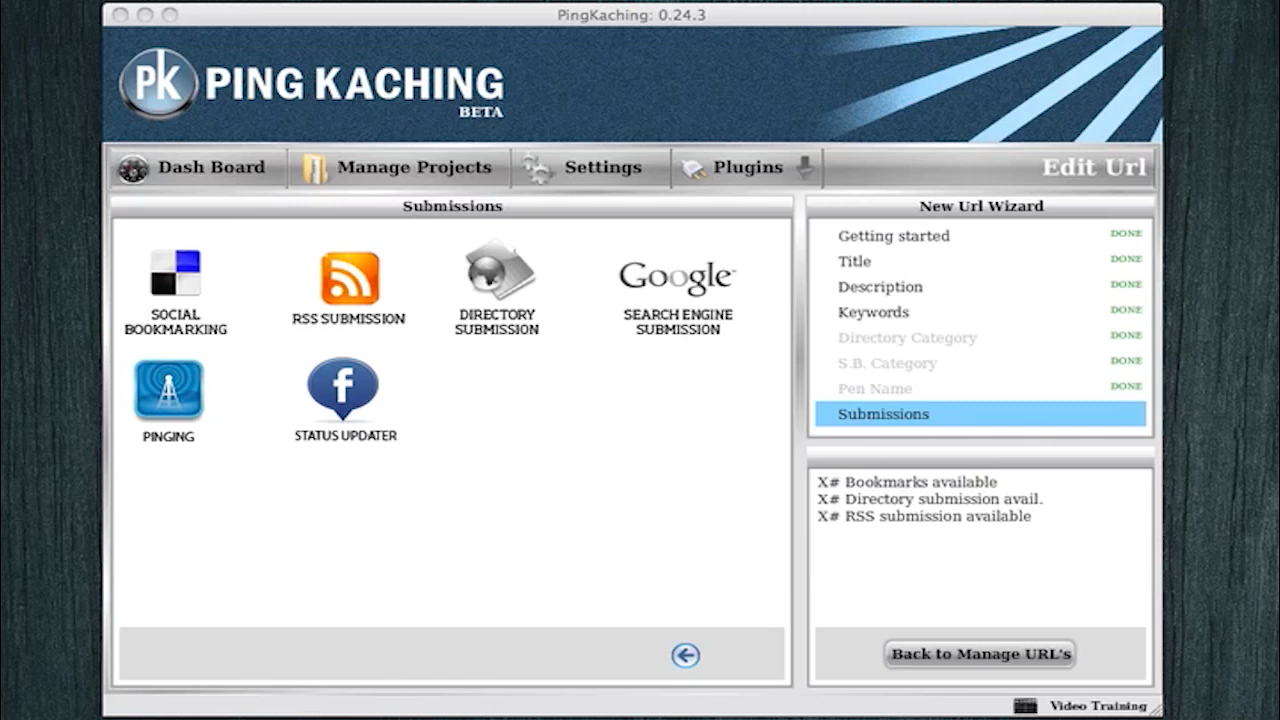 PingKaching: 0.24.3
PK PING KACHING
BETA
Dash Board
Manage Projects
Settings
Plugins
Edit Url
Submissions
SOCIAL
BOOKMARKING
RSS SUBMISSION
DIRECTORY
SUBMISSION
Google
SEARCH ENGINE
SUBMISSION
PINGING
f
STATUS UPDATER
New Url Wizard
Getting started DONE
Title DONE
Description DONE
Keywords DONE
Directory Category DONE
S.B. Category DONE
Pen Name DONE
Submissions
X# Bookmarks available
X# Directory submission avail.
X# RSS submission available
Back to Manage URL's
Video Training